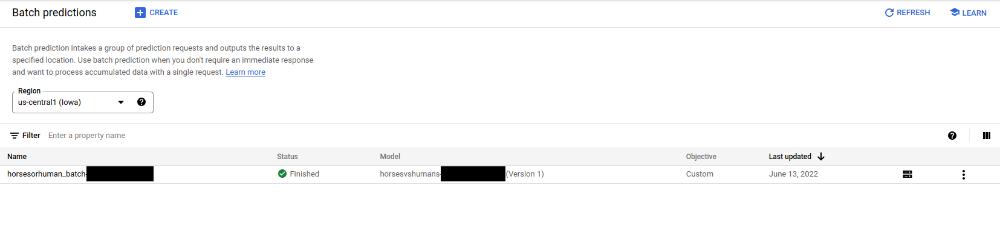 Batch predictions CREATE REFRESH LEARN
Batch prediction intakes a group of prediction requests and outputs the results to a
specified location. Use batch prediction when you don't require an immediate response
and want to process accumulated data with a single request. Learn more
Region
us-central1 (Iowa)
Filter Enter a property name
Name Status Model Objective Last updated
horsesorhuman_batch- Finished horsesvshumans- (Version 1) Custom June 13, 2022